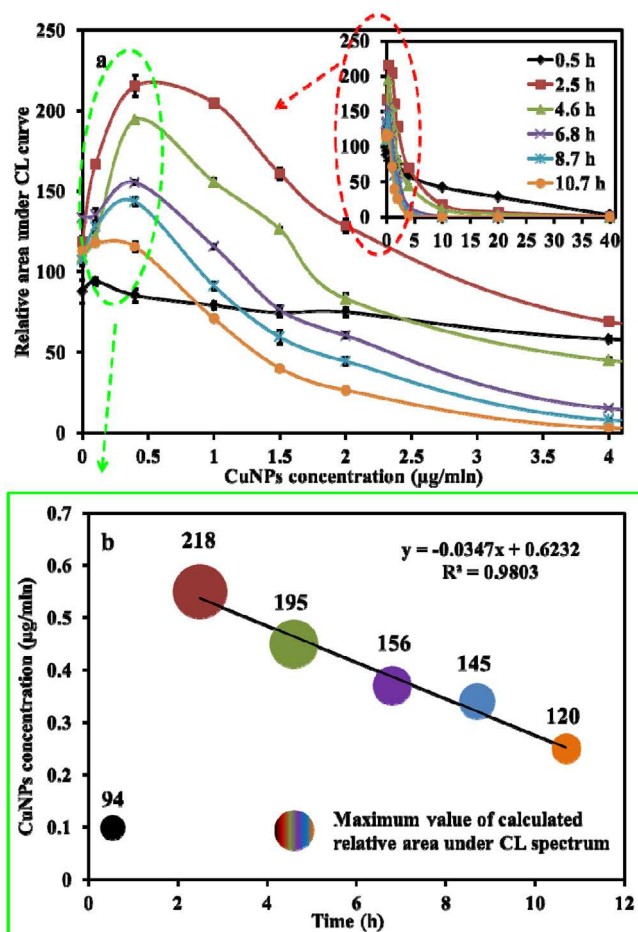 a
Relative area under CL curve
250
200
150
100
50
0
0 0.5 1 1.5 2 2.5 3 3.5 4
CuNPs concentration (µg/mln)
250
200
150
100
50
0
0 10 20 30 40
0.5 h
2.5 h
4.6 h
6.8 h
8.7 h
10.7 h
b
CuNPs concentration (µg/mln)
0.7
0.6
0.5
0.4
0.3
0.2
0.1
0
0 2 4 6 8 10 12
Time (h)
y = -0.0347x + 0.6232
R² = 0.9803
218
195
156
145
120
94
Maximum value of calculated
relative area under CL spectrum